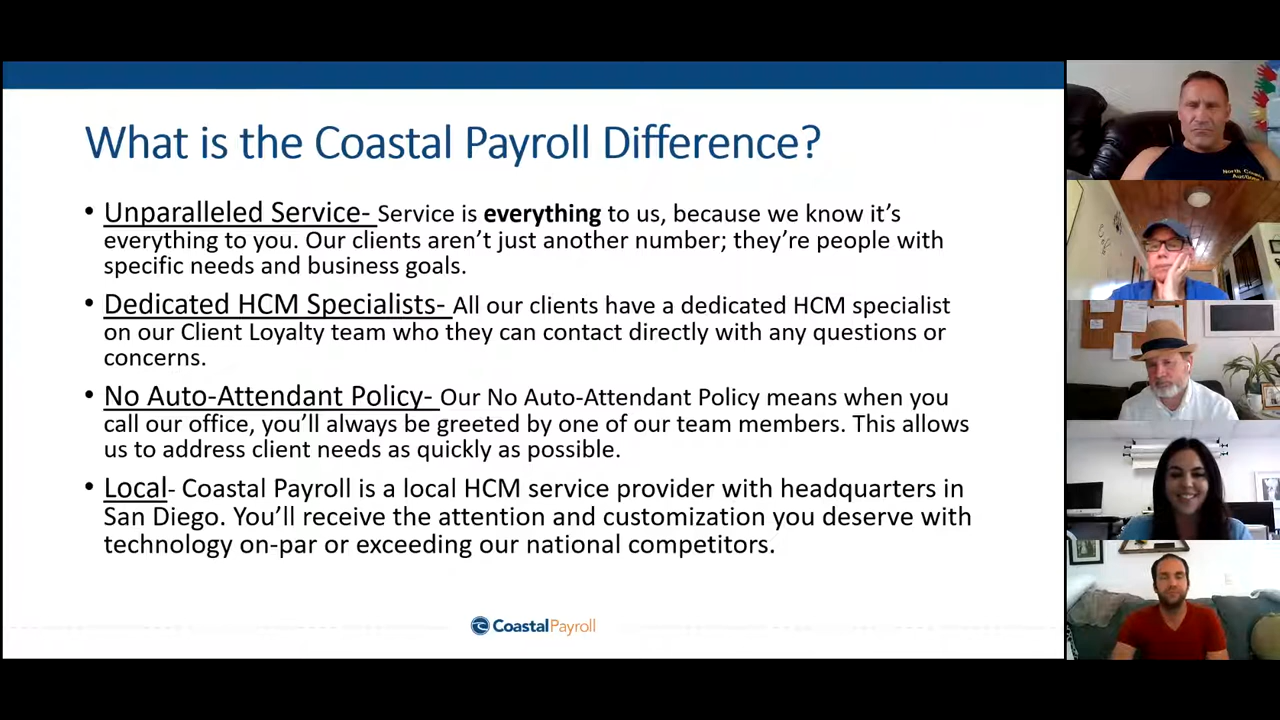 What is the Coastal Payroll Difference?
• Unparalleled Service- Service is everything to us, because we know it's
everything to you. Our clients aren't just another number; they're people with
specific needs and business goals.
• Dedicated HCM Specialists- All our clients have a dedicated HCM specialist
on our Client Loyalty team who they can contact directly with any questions or
concerns.
• No Auto-Attendant Policy- Our No Auto-Attendant Policy means when you
call our office, you'll always be greeted by one of our team members. This allows
us to address client needs as quickly as possible.
• Local- Coastal Payroll is a local HCM service provider with headquarters in
San Diego. You'll receive the attention and customization you deserve with
technology on-par or exceeding our national competitors.
CoastalPayroll
North County